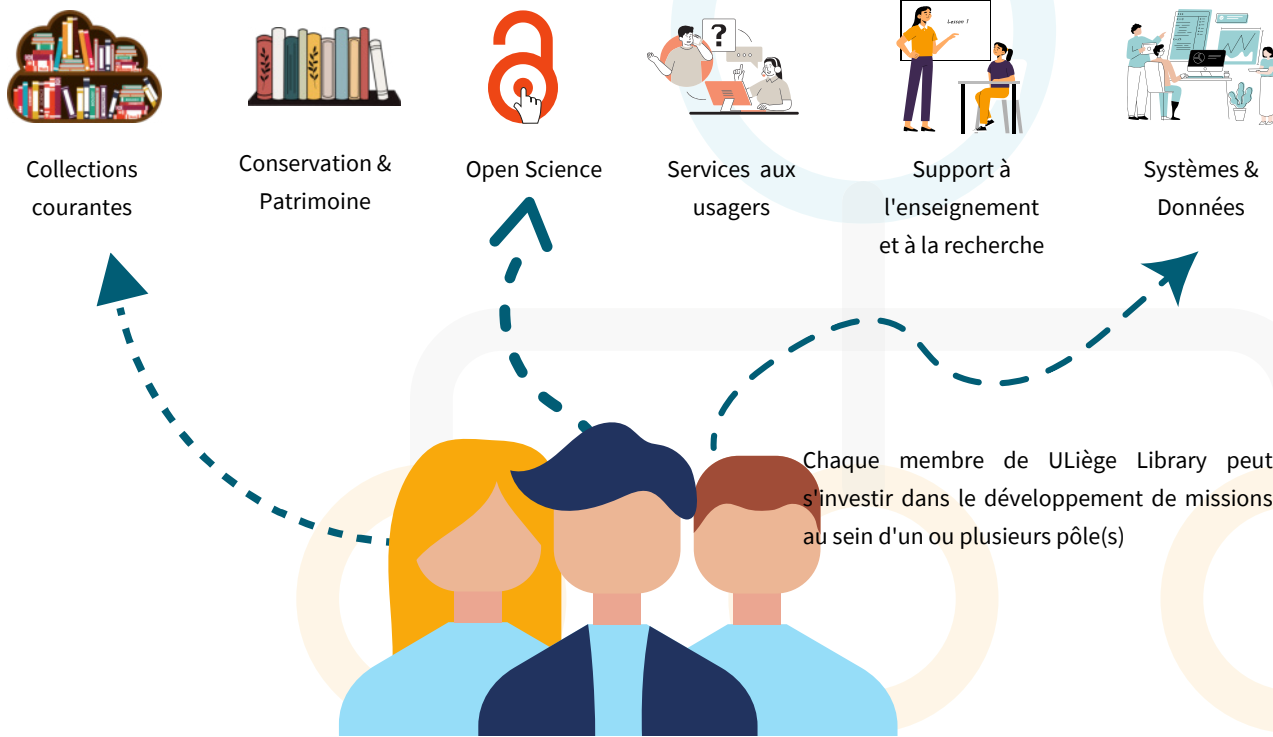 ?
Lesson 1
Collections
courantes
Conservation &
Patrimoine
Open Science
Services aux
usagers
Support à
l'enseignement
et à la recherche
Systèmes &
Données
Chaque membre de ULiège Library peut
s'investir dans le développement de missions
au sein d'un ou plusieurs pôle(s)